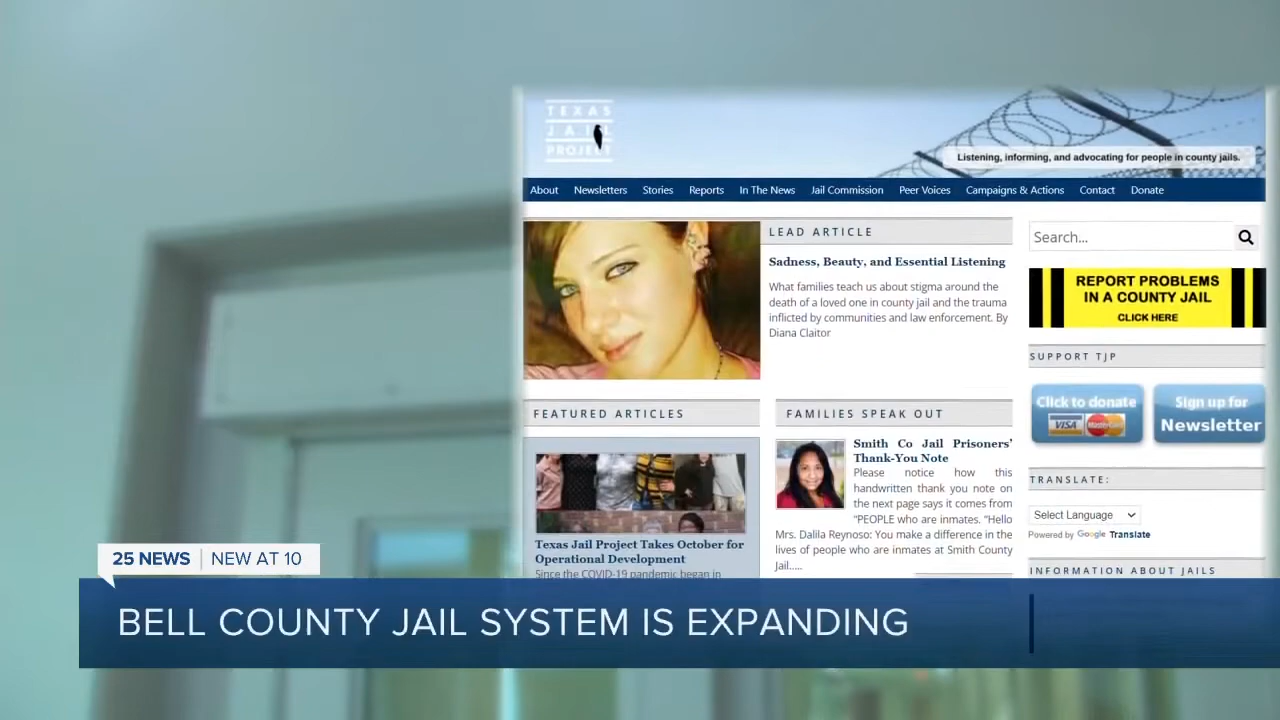 TEXAS
JAIL
PROJECT
Listening, informing, and advocating for people in county jails.
About Newsletters Stories Reports In The News Jail Commission Peer Voices Campaigns & Actions Contact Donate
LEAD ARTICLE
Sadness, Beauty, and Essential Listening
What families teach us about stigma around the
death of a loved one in county jail and the trauma
inflicted by communities and law enforcement. By
Diana Claitor
Search...
REPORT PROBLEMS
IN A COUNTY JAIL
CLICK HERE
SUPPORT TJP
Click to donate
VISA MasterCard
Sign up for
Newsletter
FEATURED ARTICLES
Texas Jail Project Takes October for
Operational Development
Since the COVID-19 pandemic began in
FAMILIES SPEAK OUT
Smith Co Jail Prisoners'
Thank-You Note
Please notice how this
handwritten thank you note on
the next page says it comes from
"PEOPLE who are inmates. "Hello
Mrs. Dalila Reynoso: You make a difference in the
lives of people who are inmates at Smith County
Jail.....
TRANSLATE:
Select Language
Powered by Google Translate
INFORMATION ABOUT JAILS
25 NEWS NEW AT 10
BELL COUNTY JAIL SYSTEM IS EXPANDING